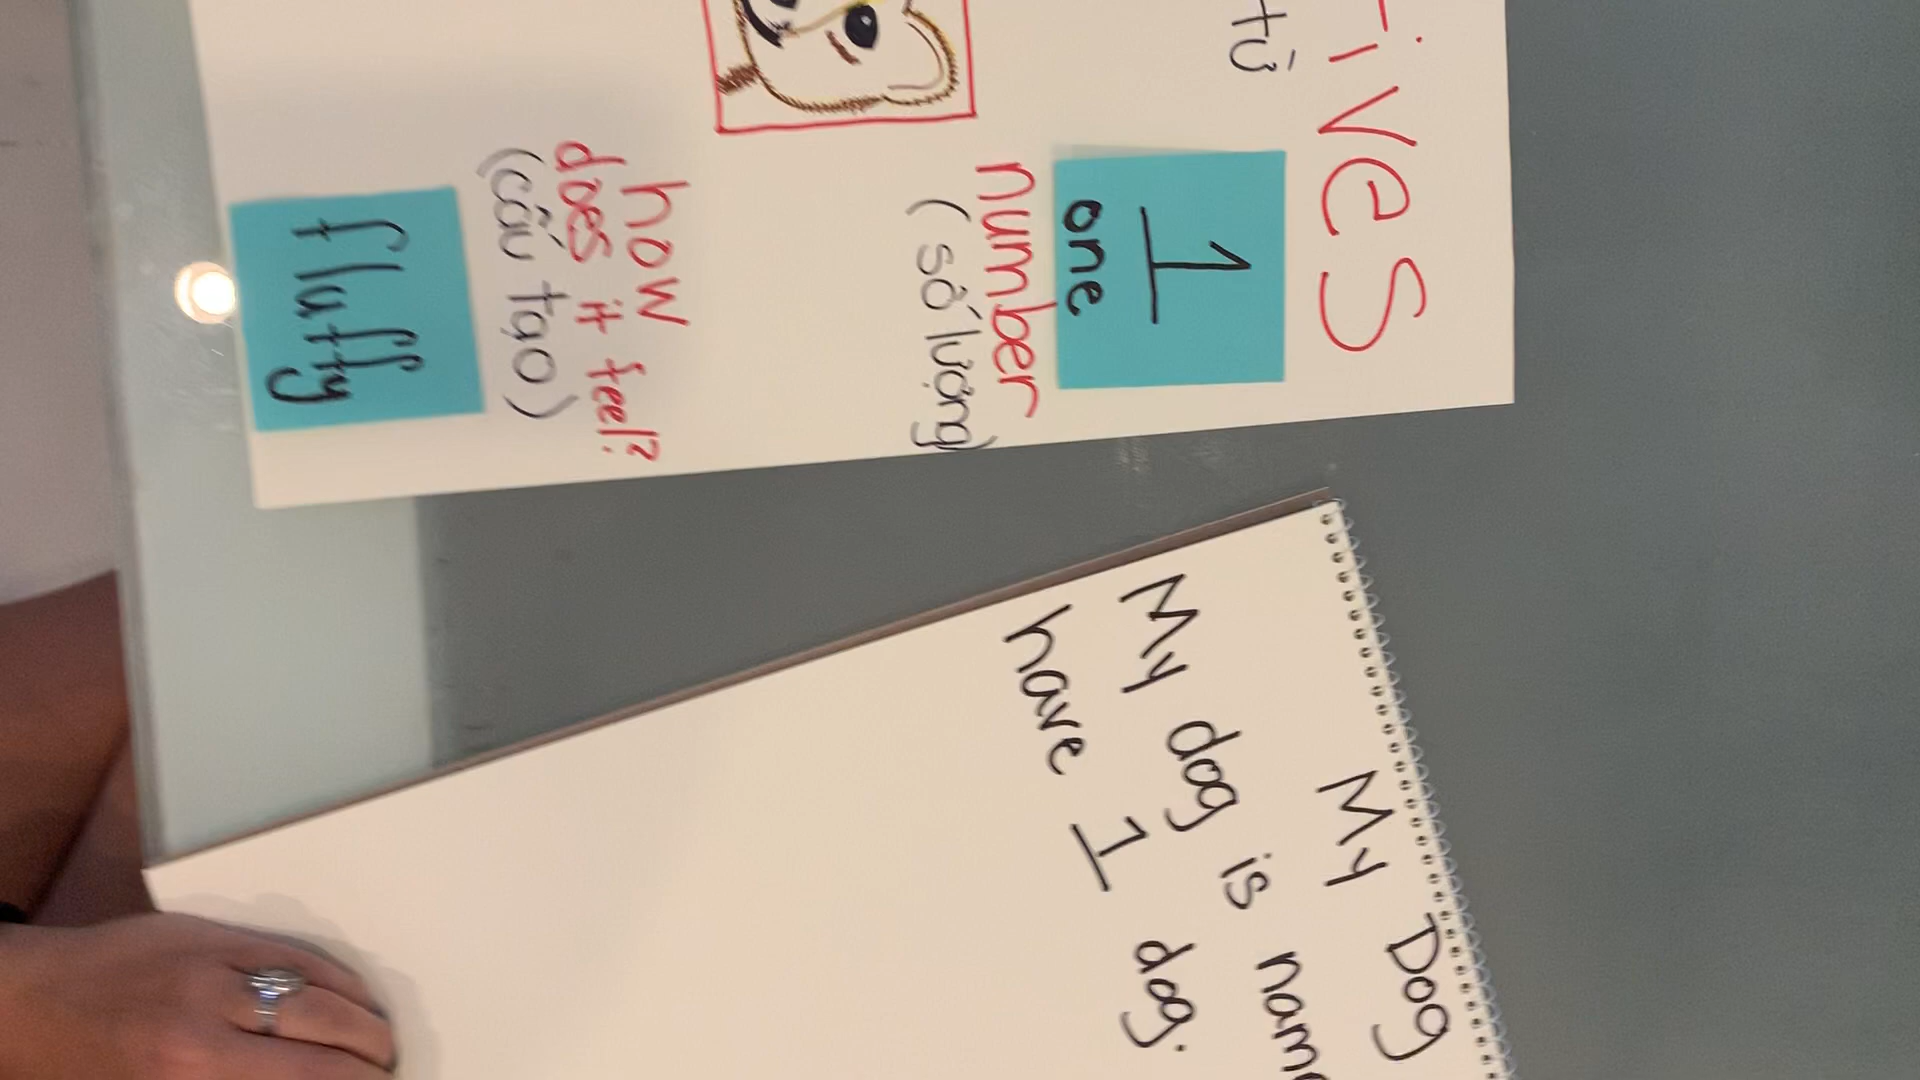 tives
từ
1
one
number
(số lượng)
how
does it feel?
(cấu tạo)
fluffy
My Dog
My dog is name
have 1 dog.